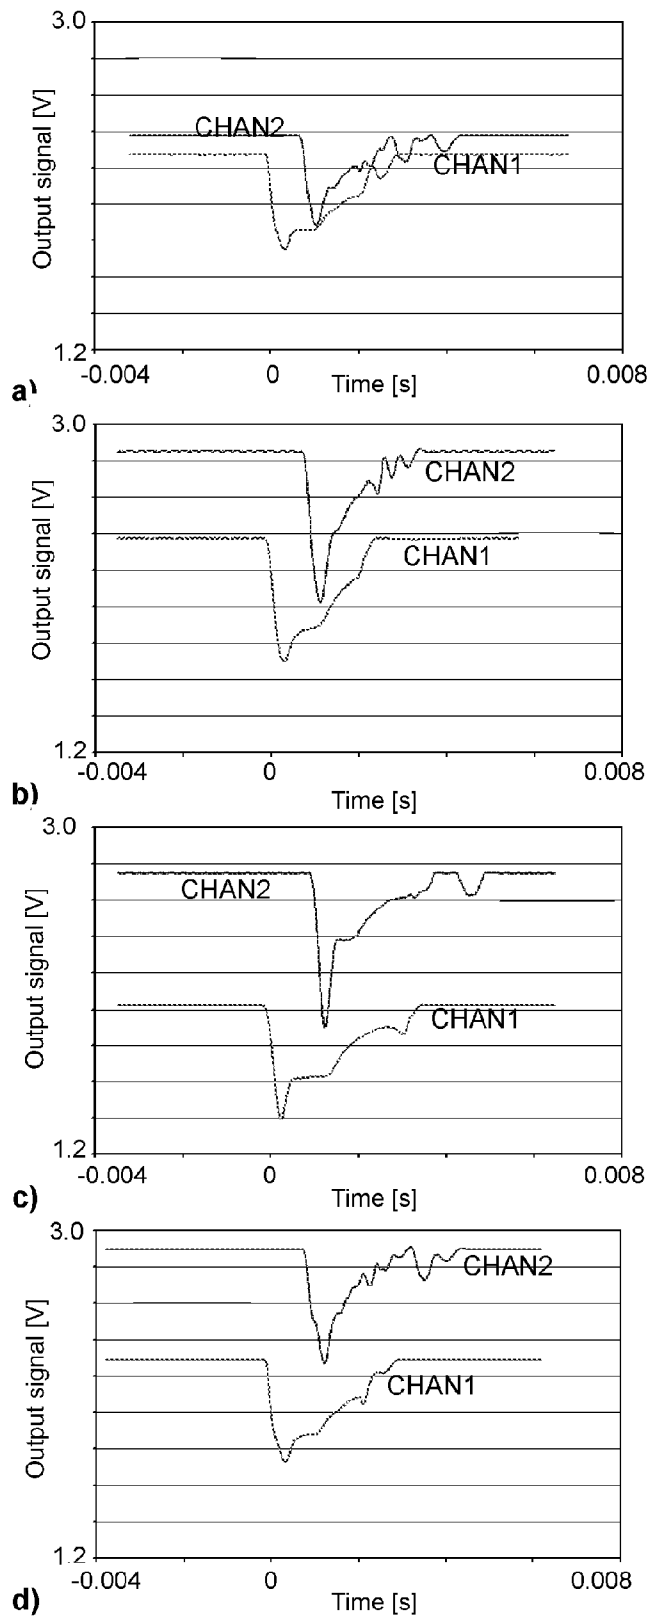 3.0
Output signal [V]
CHAN2
CHAN1
1.2
-0.004 0 0.008
Time [s]
a)
3.0
Output signal [V]
CHAN2
CHAN1
1.2
-0.004 0 0.008
Time [s]
b)
3.0
Output signal [V]
CHAN2
CHAN1
1.2
-0.004 0 0.008
Time [s]
c)
3.0
Output signal [V]
CHAN2
CHAN1
1.2
-0.004 0 0.008
Time [s]
d)